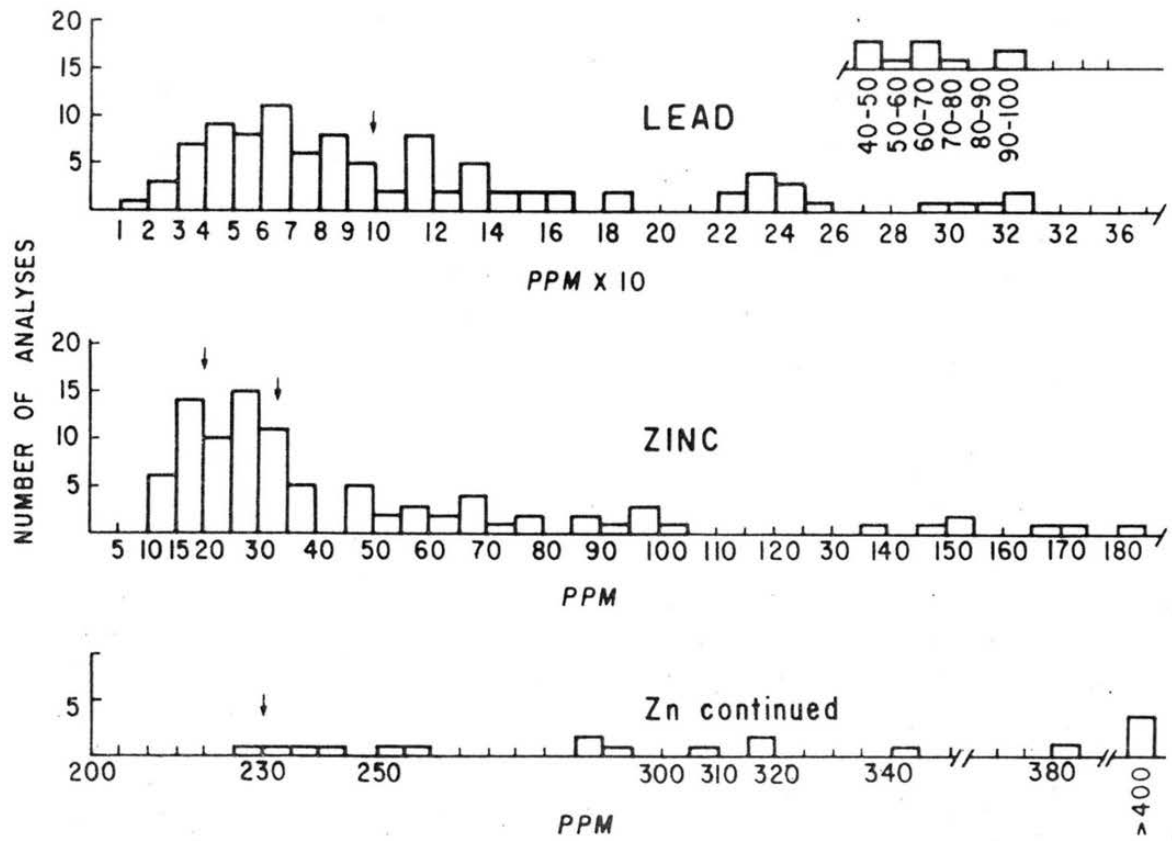 NUMBER OF ANALYSES
20
15
10
5
LEAD
40-50
50-60
60-70
70-80
80-90
90-100
1 2 3 4 5 6 7 8 9 10 12 14 16 18 20 22 24 26 28 30 32 32 36
PPM X 10
20
15
10
5
ZINC
5 10 15 20 30 40 50 60 70 80 90 100 110 120 30 140 150 160 170 180
PPM
5
Zn continued
200 230 250 300 310 320 340 380 >400
PPM